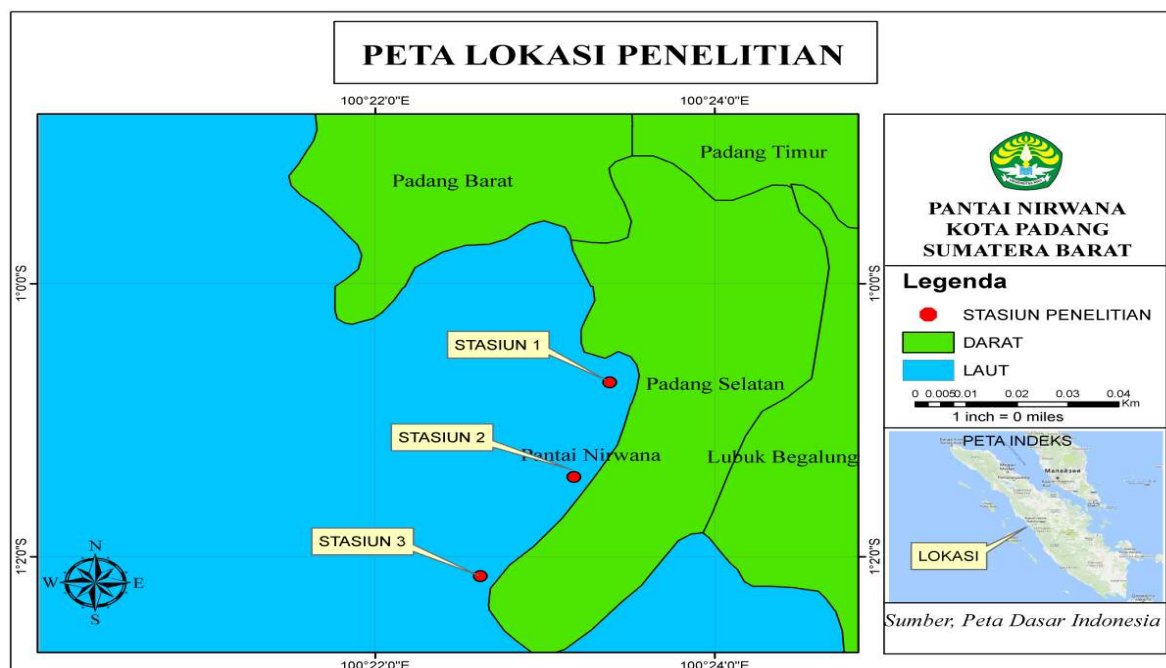 PETA LOKASI PENELITIAN
100°22'0"E
100°24'0"E
Padang Timur
Padang Barat
1°0'0"S
1°0'0"S
STASIUN 1
Padang Selatan
STASIUN 2
Pantai Nirwana
Lubuk Begalung
STASIUN 3
1°2'0"S
1°2'0"S
N
W
E
S
100°22'0"E
100°24'0"E
PANTAI NIRWANA
KOTA PADANG
SUMATERA BARAT
Legenda
STASIUN PENELITIAN
DARAT
LAUT
0 0.005 0.01 0.02 0.03 0.04
Km
1 inch = 0 miles
PETA INDEKS
Малайзия
LOKASI
Sumber, Peta Dasar Indonesia